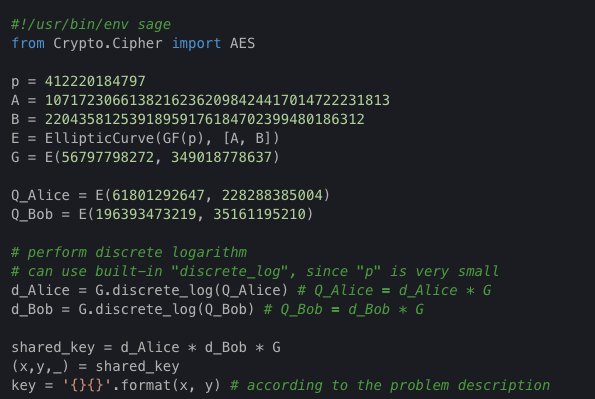 #!/usr/bin/env sage
from Crypto.Cipher import AES
p = 412220184797
A = 10717230661382162362098424417014722231813
B = 22043581253918959176184702399480186312
E = EllipticCurve(GF(p), [A, B])
G = E(56797798272, 349018778637)
Q_Alice = E(61801292647, 228288385004)
Q_Bob = E(196393473219, 35161195210)
# perform discrete logarithm
# can use built-in "discrete_log", since "p" is very small
d_Alice = G.discrete_log(Q_Alice) # Q_Alice = d_Alice * G
d_Bob = G.discrete_log(Q_Bob) # Q_Bob = d_Bob * G
shared_key = d_Alice * d_Bob * G
(x,y,_) = shared_key
key = '{}{}'.format(x, y) # according to the problem description